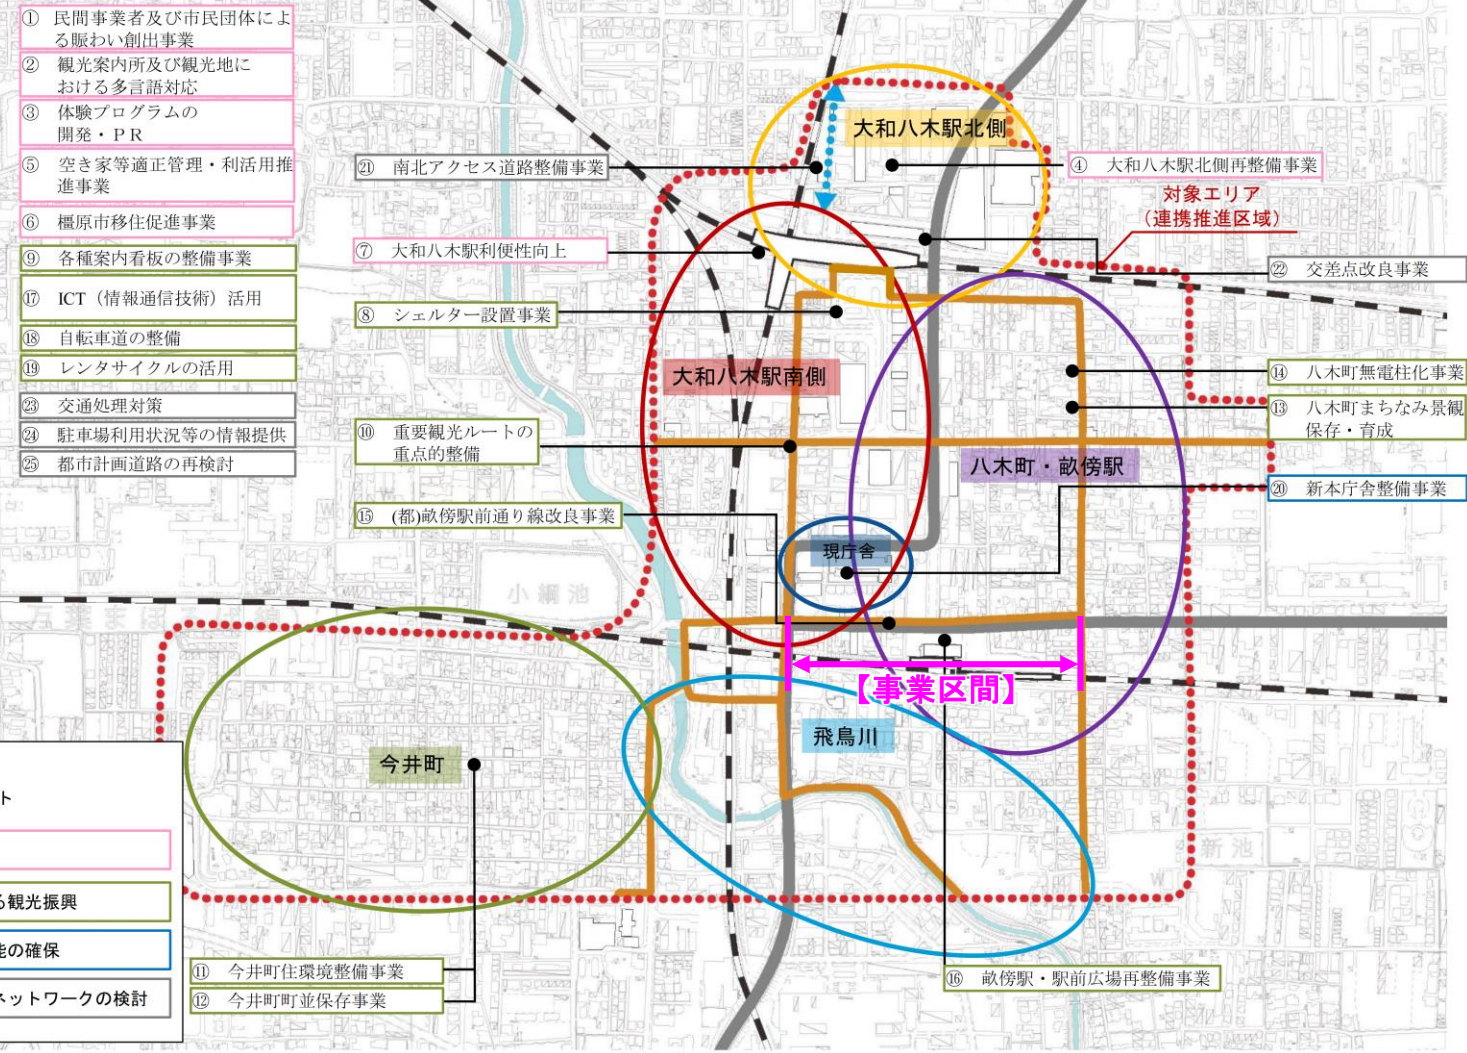 ① 民間事業者及び市民団体によ
る賑わい創出事業
② 観光案内所及び観光地に
おける多言語対応
③ 体験プログラムの
開発・PR
⑤ 空き家等適正管理・利活用推
進事業
⑥ 橿原市移住促進事業
⑨ 各種案内看板の整備事業
⑰ ICT（情報通信技術）活用
⑱ 自転車道の整備
⑲ レンタサイクルの活用
㉓ 交通処理対策
㉔ 駐車場利用状況等の情報提供
㉕ 都市計画道路の再検討
㉑ 南北アクセス道路整備事業
⑦ 大和八木駅利便性向上
⑧ シェルター設置事業
⑩ 重要観光ルートの
重点的整備
⑮ (都)畝傍駅前通り線改良事業
大和八木駅北側
④ 大和八木駅北側再整備事業
対象エリア
（連携推進区域）
㉒ 交差点改良事業
大和八木駅南側
⑭ 八木町無電柱化事業
⑬ 八木町まちなみ景観
保存・育成
八木町・畝傍駅
⑳ 新本庁舎整備事業
現庁舎
小綱池
【事業区間】
飛鳥川
今井町
新池
ト
る観光振興
能の確保
ネットワークの検討
⑪ 今井町住環境整備事業
⑫ 今井町町並保存事業
⑯ 畝傍駅・駅前広場再整備事業